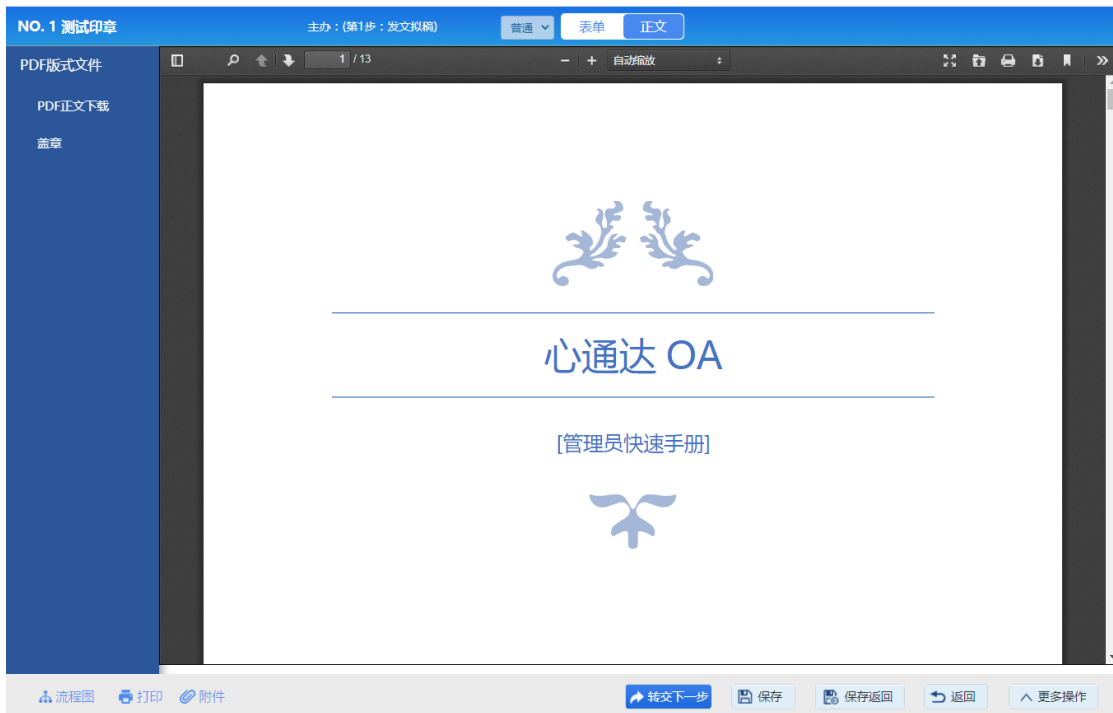 NO. 1 测试印章 主办：(第1步：发文拟稿) 普通 表单 正文
PDF版式文件
PDF正文下载
盖章
1 / 13 自动缩放
心通达 OA
[管理员快速手册]
流程图 打印 附件 转交下一步 保存 保存返回 返回 更多操作